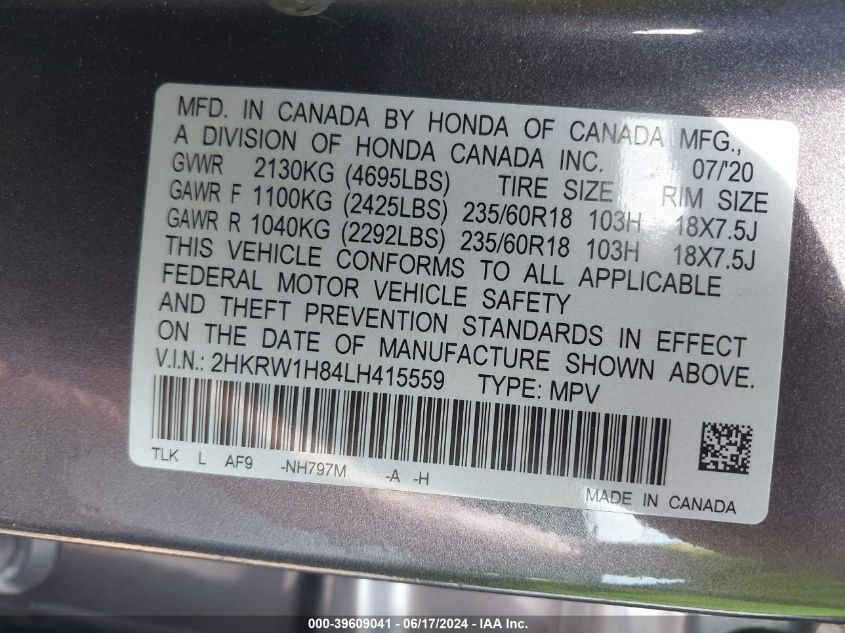 MFD. IN CANADA BY HONDA OF CANADA MFG.,
A DIVISION OF HONDA CANADA INC. 07/'20
GVWR 2130KG (4695LBS) TIRE SIZE RIM SIZE
GAWR F 1100KG (2425LBS) 235/60R18 103H 18X7.5J
GAWR R 1040KG (2292LBS) 235/60R18 103H 18X7.5J
THIS VEHICLE CONFORMS TO ALL APPLICABLE
FEDERAL MOTOR VEHICLE SAFETY
AND THEFT PREVENTION STANDARDS IN EFFECT
ON THE DATE OF MANUFACTURE SHOWN ABOVE.
V.I.N.: 2HKRW1H84LH415559 TYPE: MPV
TLK L AF9 -NH797M -A -H
MADE IN CANADA
000-39609041 / 06/17/2024 / IAA Inc.